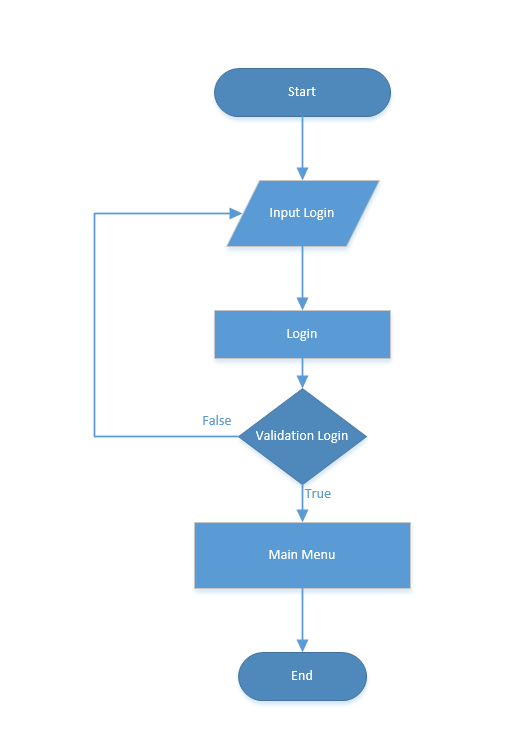 Start
Input Login
Login
False
Validation Login
True
Main Menu
End